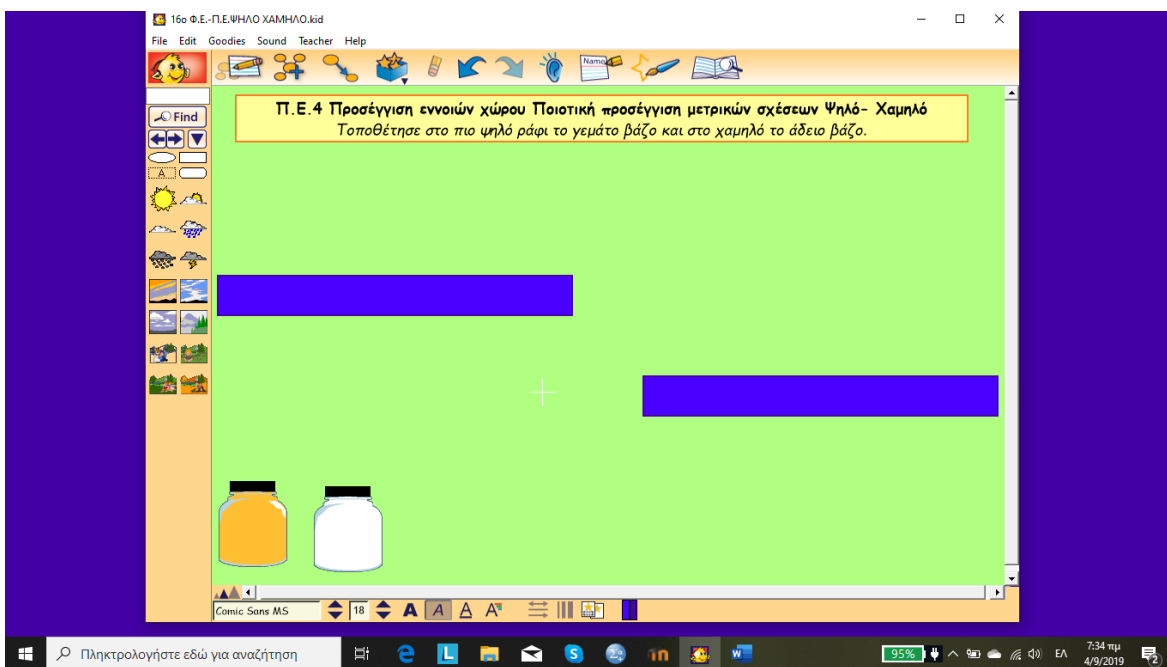 16ο Φ.Ε.-Π.Ε.ΨΗΛΟ ΧΑΜΗΛΟ.kid
File Edit Goodies Sound Teacher Help
Name
Find
Π.Ε.4 Προσέγγιση εννοιών χώρου Ποιοτική προσέγγιση μετρικών σχέσεων Ψηλό- Χαμηλό
Τοποθέτησε στο πιο ψηλό ράφι το γεμάτο βάζο και στο χαμηλό το άδειο βάζο.
A
Comic Sans MS 18 A A A A
Πληκτρολογήστε εδώ για αναζήτηση
95% ΕΛ 7:34 πμ
4/9/2019